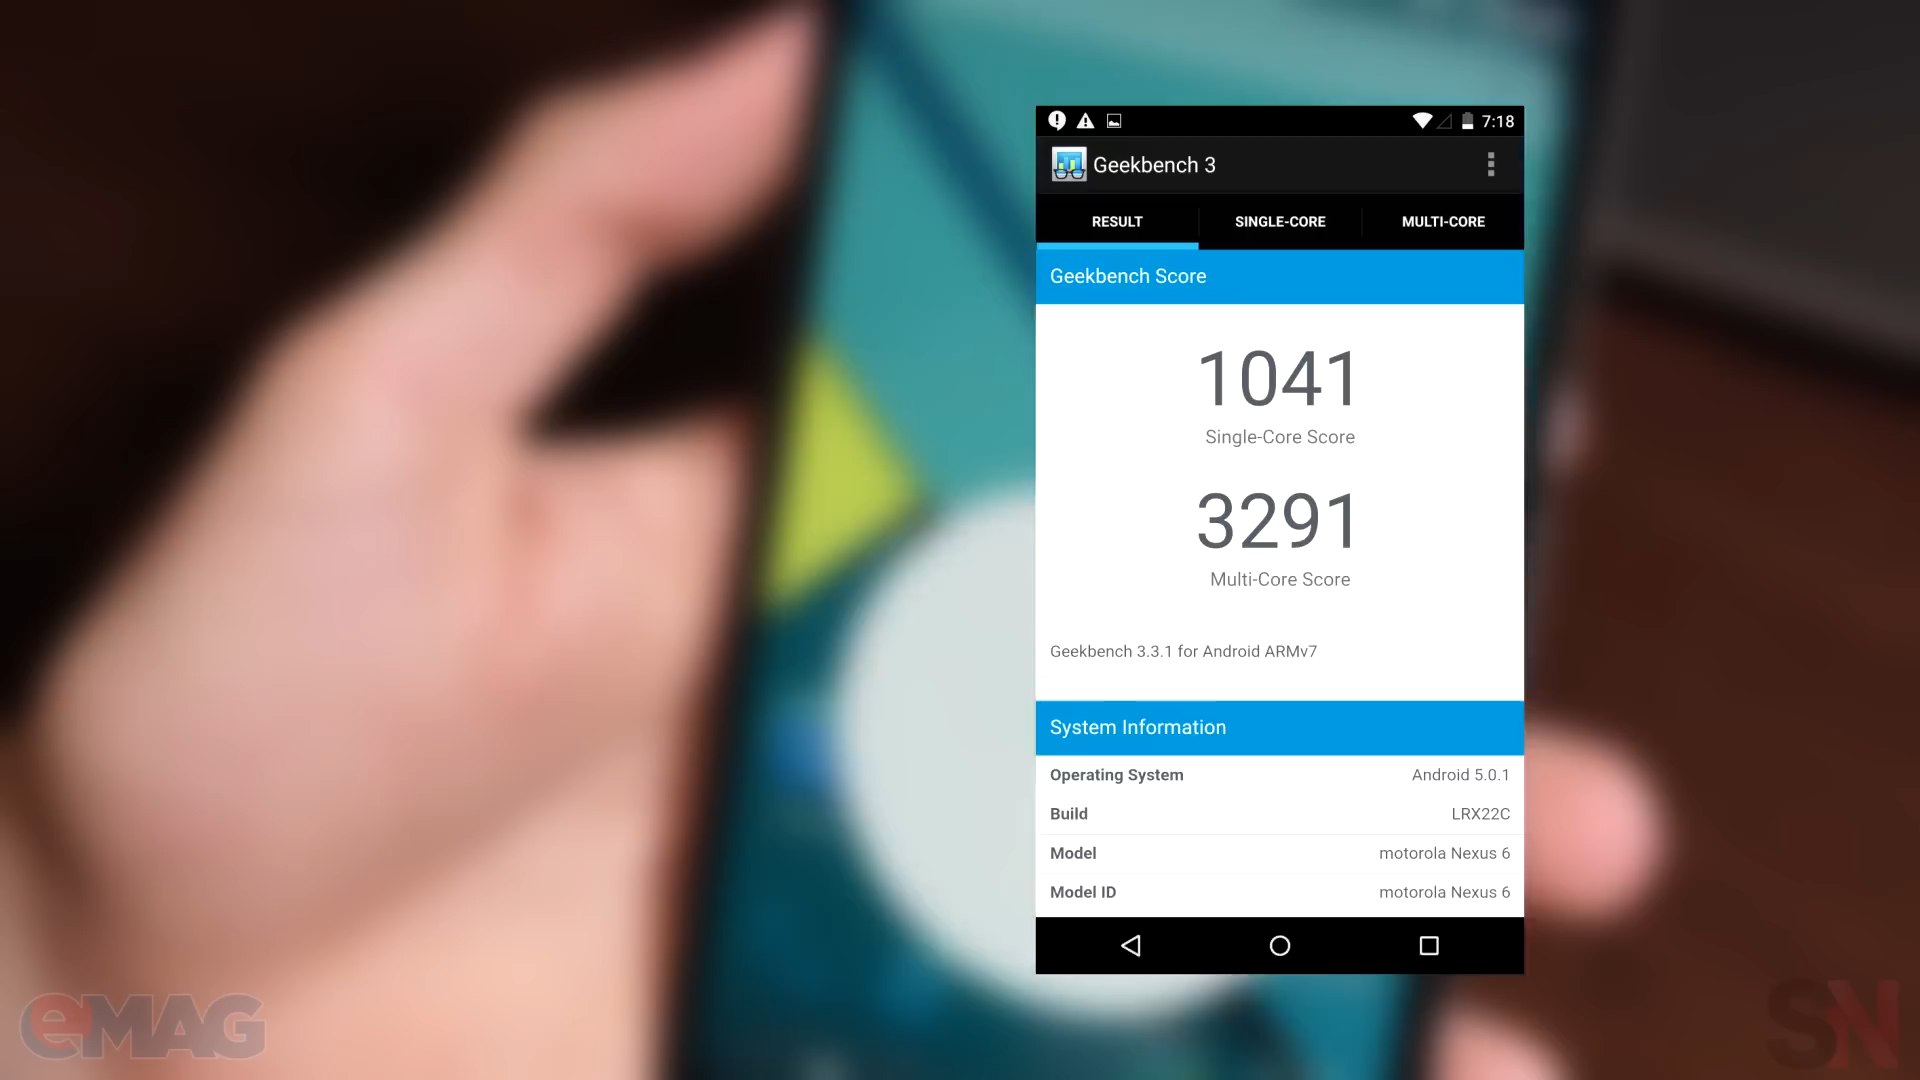 7:18
Geekbench 3
RESULT SINGLE-CORE MULTI-CORE
Geekbench Score
1041
Single-Core Score
3291
Multi-Core Score
Geekbench 3.3.1 for Android ARMv7
System Information
Operating System Android 5.0.1
Build LRX22C
Model motorola Nexus 6
Model ID motorola Nexus 6
eMAG
SN